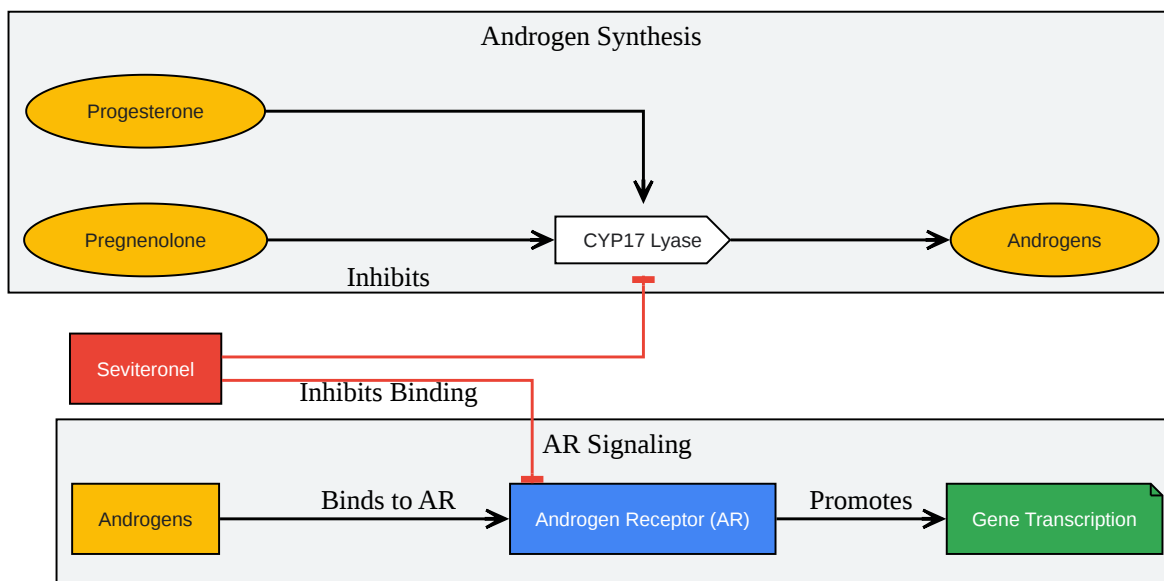 Androgen Synthesis
Progesterone
Pregnenolone
CYP17 Lyase
Androgens
Inhibits
Seviteronel
Inhibits Binding
AR Signaling
Androgens
Binds to AR
Androgen Receptor (AR)
Promotes
Gene Transcription